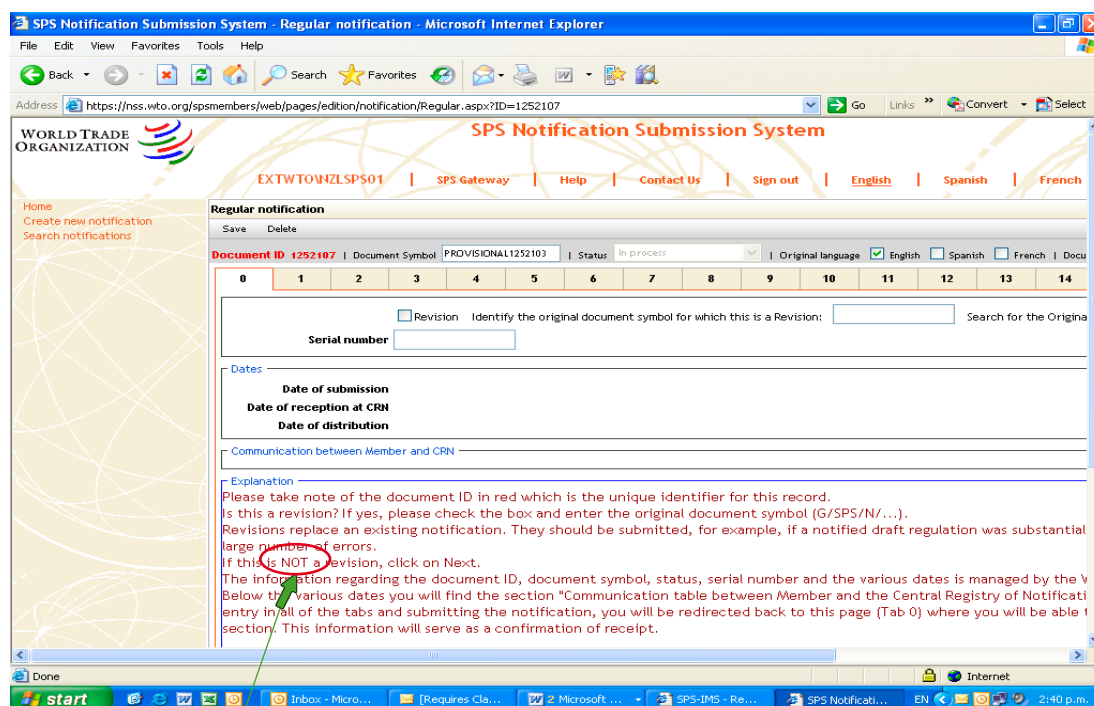 SPS Notification Submission System - Regular notification - Microsoft Internet Explorer
File Edit View Favorites Tools Help
Back Search Favorites
Address https://nss.wto.org/spsmembers/web/pages/edition/notification/Regular.aspx?ID=1252107 Go Links » Convert Select
WORLD TRADE
ORGANIZATION
SPS Notification Submission System
EXTWTO\NZLSPS01 | SPS Gateway | Help | Contact Us | Sign out | English | Spanish | French
Home
Create new notification
Search notifications
Regular notification
Save Delete
Document ID 1252107 | Document Symbol PROVISIONAL1252103 | Status In process | Original language English Spanish French | Docu
0 1 2 3 4 5 6 7 8 9 10 11 12 13 14
Revision Identify the original document symbol for which this is a Revision: Search for the Origina
Serial number
Dates
Date of submission
Date of reception at CRN
Date of distribution
Communication between Member and CRN
Explanation
Please take note of the document ID in red which is the unique identifier for this record.
Is this a revision? If yes, please check the box and enter the original document symbol (G/SPS/N/...).
Revisions replace an existing notification. They should be submitted, for example, if a notified draft regulation was substantial
large number of errors.
If this is NOT a revision, click on Next.
The information regarding the document ID, document symbol, status, serial number and the various dates is managed by the
Below the various dates you will find the section "Communication table between Member and the Central Registry of Notificati
entry in all of the tabs and submitting the notification, you will be redirected back to this page (Tab 0) where you will be able
section. This information will serve as a confirmation of receipt.
Done Internet
start Inbox - Micro... [Requires Cla... 2 Microsoft ... SPS-IMS - Re... SPS Notificati... EN 2:40 p.m.